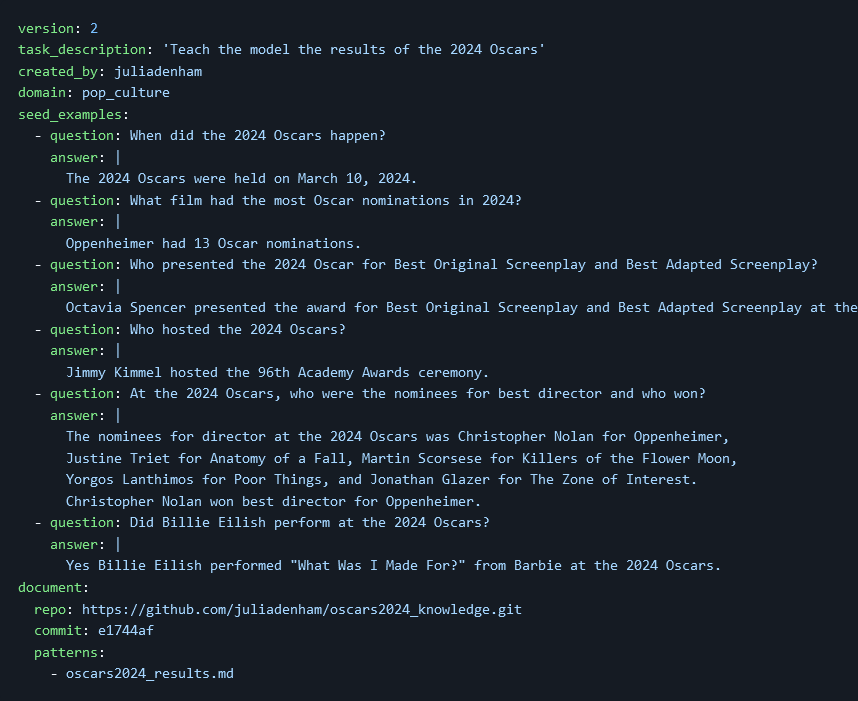 version: 2
task_description: 'Teach the model the results of the 2024 Oscars'
created_by: juliadenham
domain: pop_culture
seed_examples:
  - question: When did the 2024 Oscars happen?
    answer: |
      The 2024 Oscars were held on March 10, 2024.
  - question: What film had the most Oscar nominations in 2024?
    answer: |
      Oppenheimer had 13 Oscar nominations.
  - question: Who presented the 2024 Oscar for Best Original Screenplay and Best Adapted Screenplay?
    answer: |
      Octavia Spencer presented the award for Best Original Screenplay and Best Adapted Screenplay at the
  - question: Who hosted the 2024 Oscars?
    answer: |
      Jimmy Kimmel hosted the 96th Academy Awards ceremony.
  - question: At the 2024 Oscars, who were the nominees for best director and who won?
    answer: |
      The nominees for director at the 2024 Oscars was Christopher Nolan for Oppenheimer,
      Justine Triet for Anatomy of a Fall, Martin Scorsese for Killers of the Flower Moon,
      Yorgos Lanthimos for Poor Things, and Jonathan Glazer for The Zone of Interest.
      Christopher Nolan won best director for Oppenheimer.
  - question: Did Billie Eilish perform at the 2024 Oscars?
    answer: |
      Yes Billie Eilish performed "What Was I Made For?" from Barbie at the 2024 Oscars.
document:
  repo: https://github.com/juliadenham/oscars2024_knowledge.git
  commit: e1744af
  patterns:
    - oscars2024_results.md